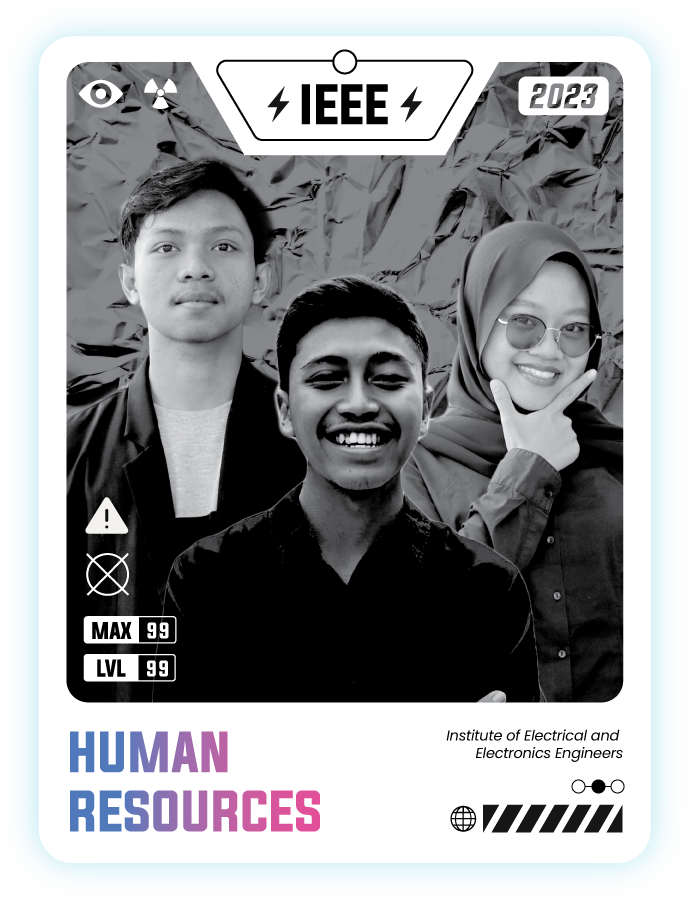 IEEE
2023
MAX 99
LVL 99
HUMAN
RESOURCES
Institute of Electrical and
Electronics Engineers